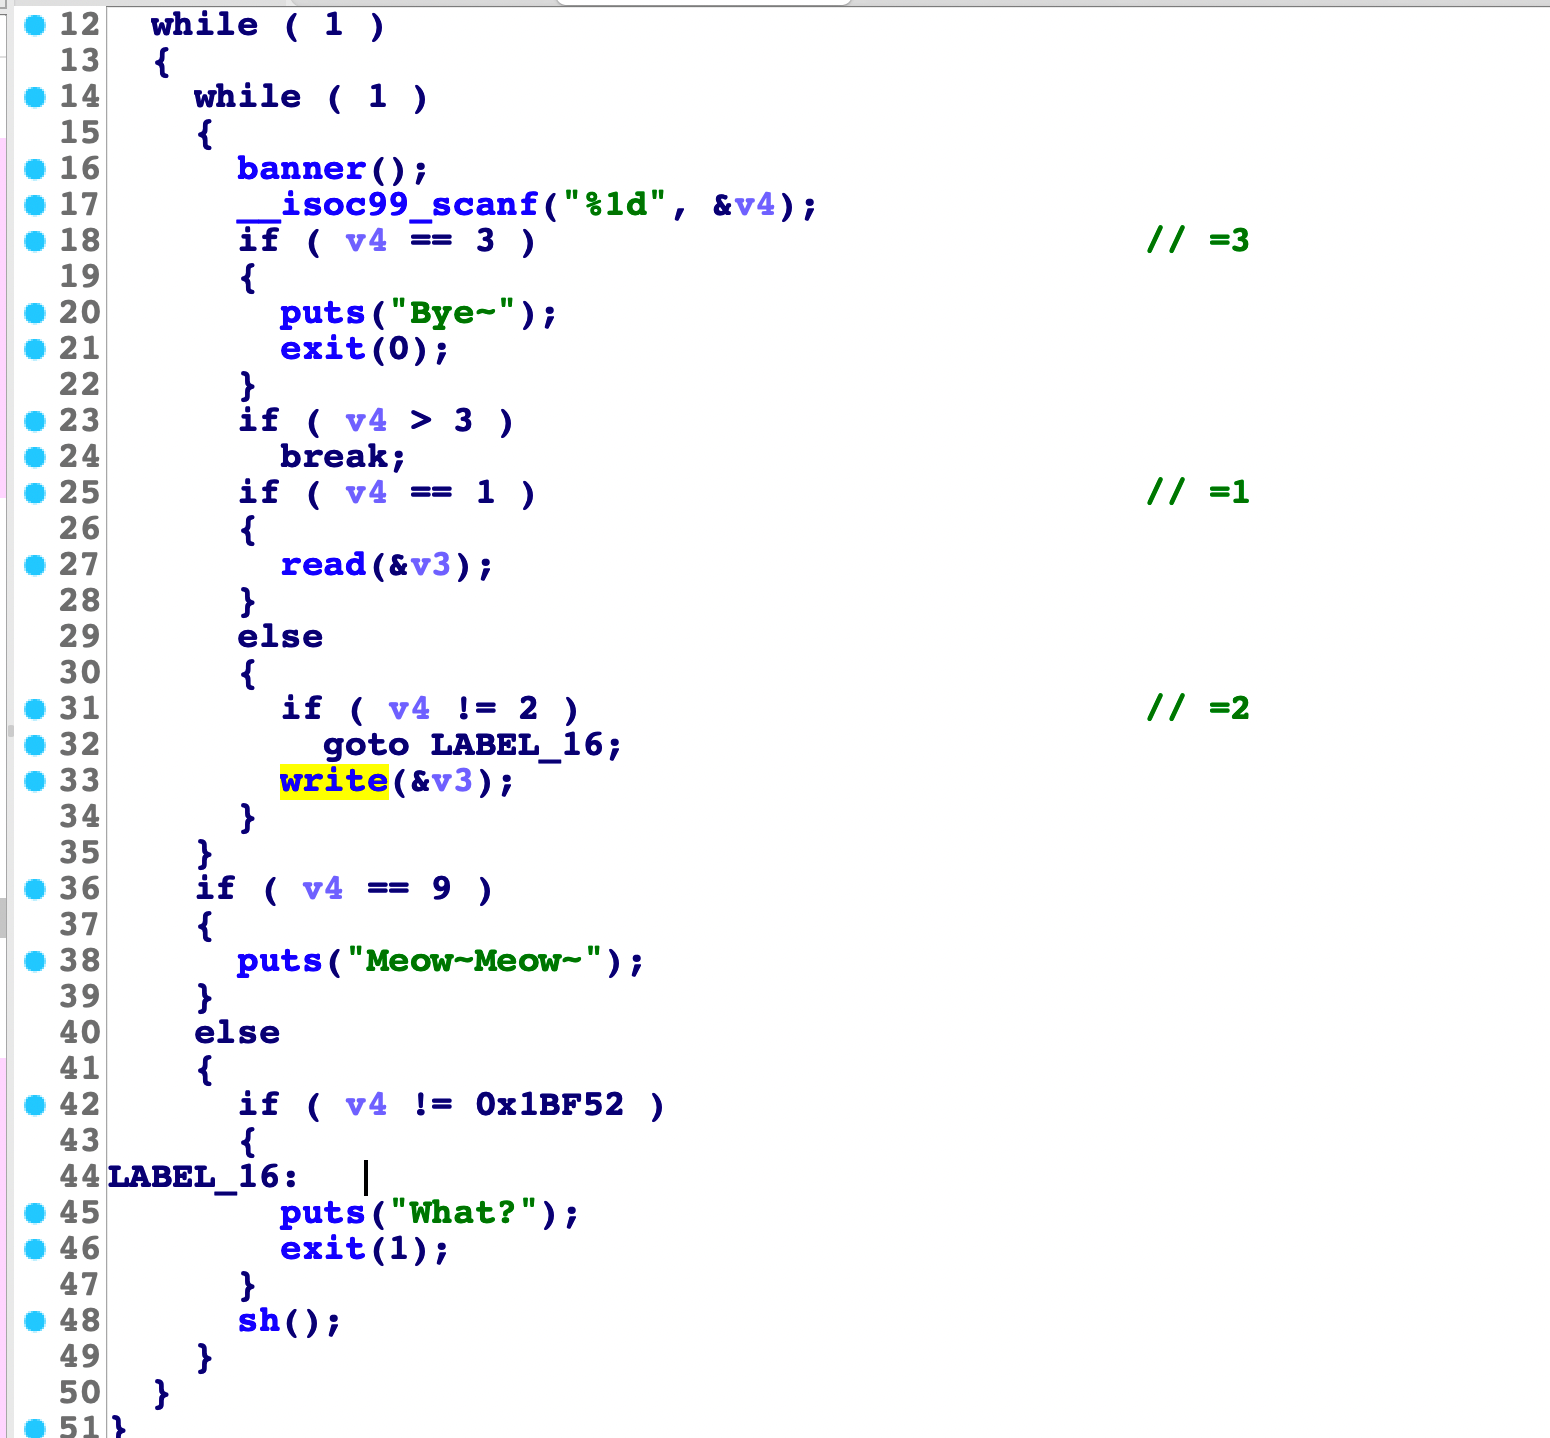 12 while ( 1 )
13 {
14 while ( 1 )
15 {
16 banner();
17 __isoc99_scanf("%1d", &v4);
18 if ( v4 == 3 ) // =3
19 {
20 puts("Bye~");
21 exit(0);
22 }
23 if ( v4 > 3 )
24 break;
25 if ( v4 == 1 ) // =1
26 {
27 read(&v3);
28 }
29 else
30 {
31 if ( v4 != 2 ) // =2
32 goto LABEL_16;
33 write(&v3);
34 }
35 }
36 if ( v4 == 9 )
37 {
38 puts("Meow~Meow~");
39 }
40 else
41 {
42 if ( v4 != 0x1BF52 )
43 {
44 LABEL_16:
45 puts("What?");
46 exit(1);
47 }
48 sh();
49 }
50 }
51 }